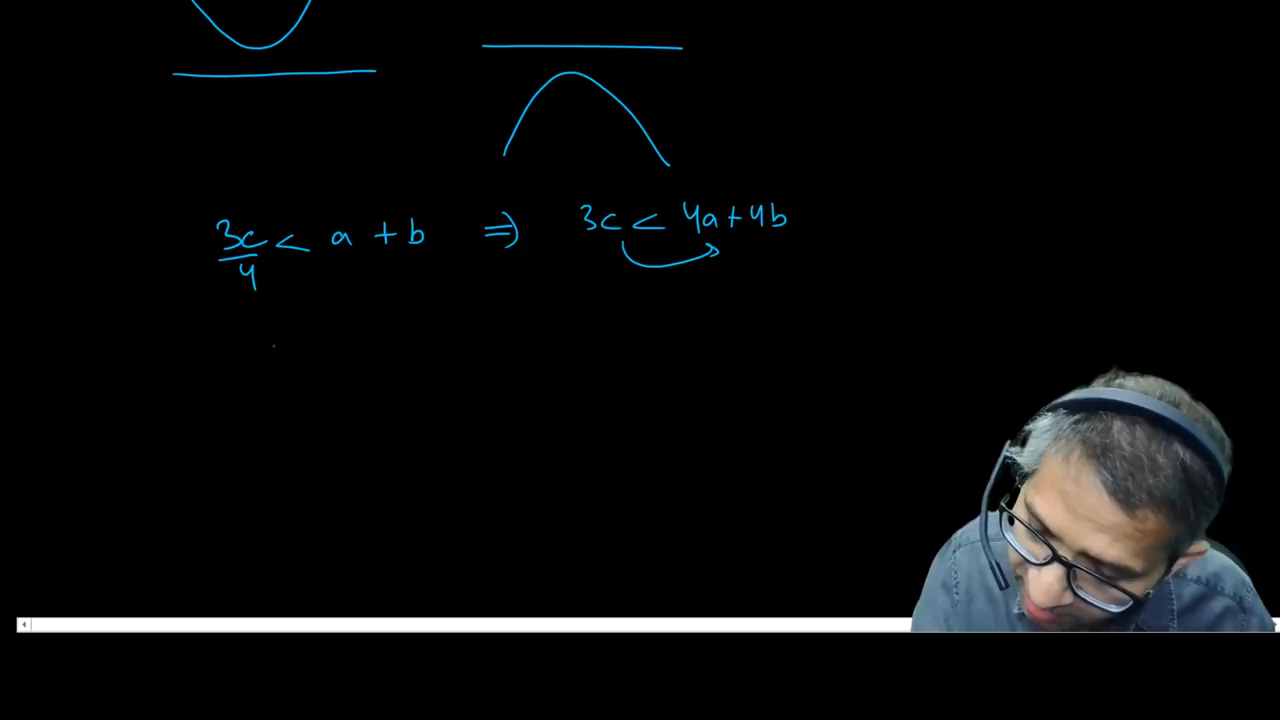 3c/4 < a + b ⇒ 3c < 4a + 4b